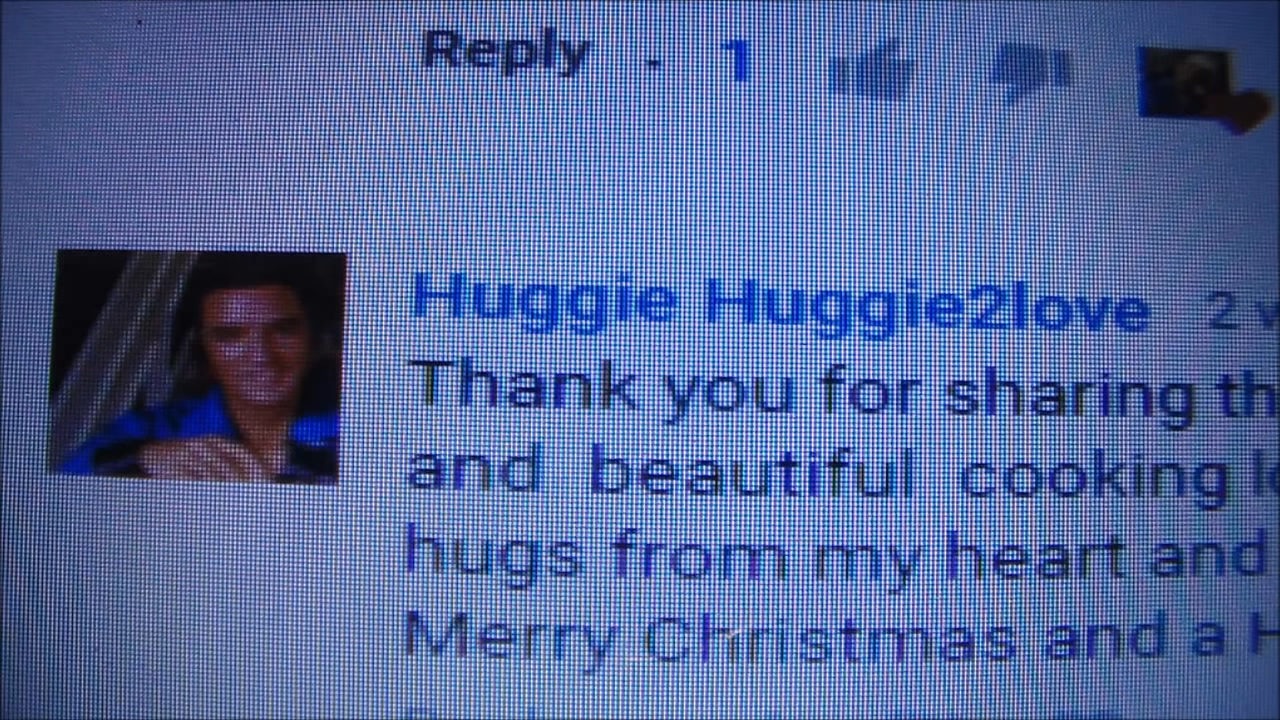 Reply · 1
Huggie Huggie2love 2
Thank you for sharing th
and beautiful cooking
hugs from my heart and
Merry Christmas and a H